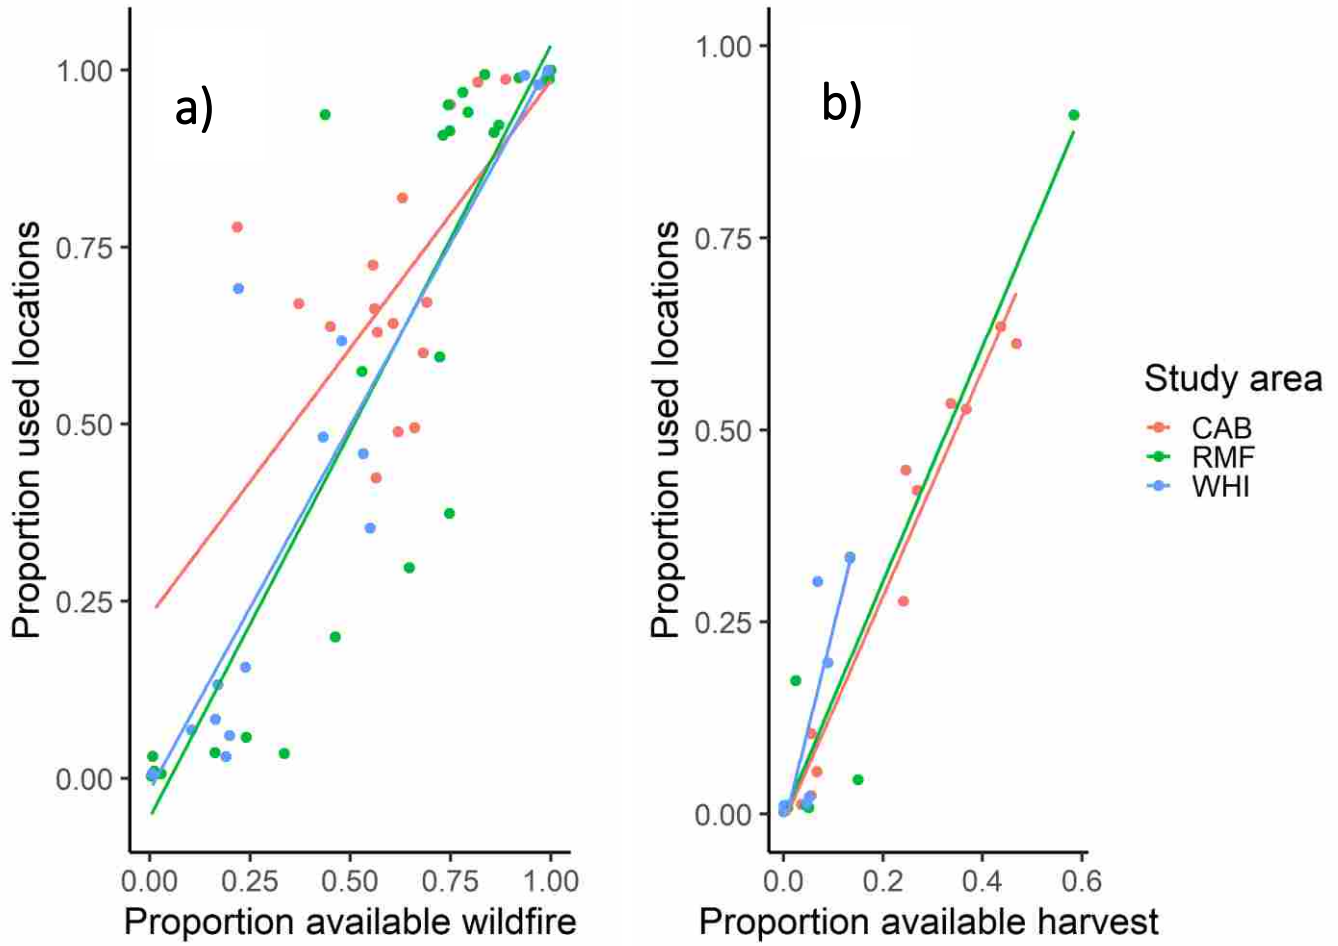 a)
Proportion used locations
1.00
0.75
0.50
0.25
0.00
0.00 0.25 0.50 0.75 1.00
Proportion available wildfire
b)
Proportion used locations
1.00
0.75
0.50
0.25
0.00
0.0 0.2 0.4 0.6
Proportion available harvest
Study area
CAB
RMF
WHI